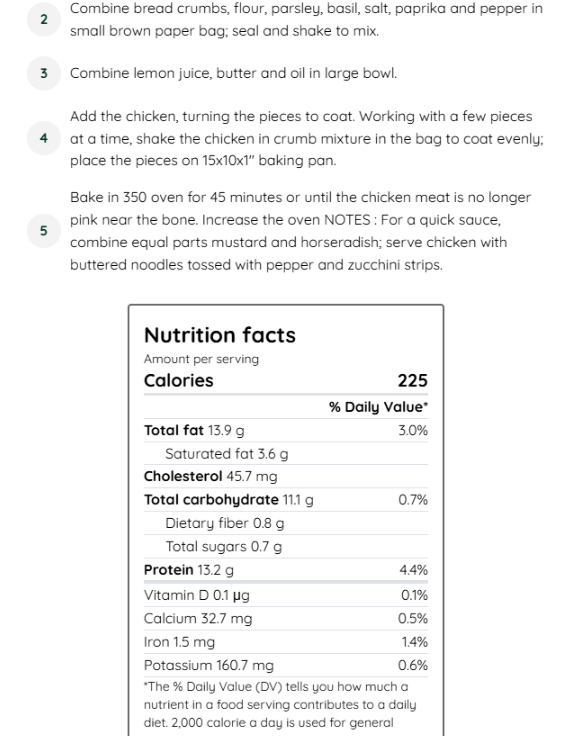 2
Combine bread crumbs, flour, parsley, basil, salt, paprika and pepper in
small brown paper bag; seal and shake to mix.
3
Combine lemon juice, butter and oil in large bowl.
Add the chicken, turning the pieces to coat. Working with a few pieces
4
at a time, shake the chicken in crumb mixture in the bag to coat evenly;
place the pieces on 15x10x1" baking pan.
Bake in 350 oven for 45 minutes or until the chicken meat is no longer
5
pink near the bone. Increase the oven NOTES : For a quick sauce,
combine equal parts mustard and horseradish; serve chicken with
buttered noodles tossed with pepper and zucchini strips.
Nutrition facts
Amount per serving
Calories 225
% Daily Value*
Total fat 13.9 g 3.0%
Saturated fat 3.6 g
Cholesterol 45.7 mg
Total carbohydrate 11.1 g 0.7%
Dietary fiber 0.8 g
Total sugars 0.7 g
Protein 13.2 g 4.4%
Vitamin D 0.1 µg 0.1%
Calcium 32.7 mg 0.5%
Iron 1.5 mg 1.4%
Potassium 160.7 mg 0.6%
*The % Daily Value (DV) tells you how much a
nutrient in a food serving contributes to a daily
diet. 2,000 calorie a day is used for general